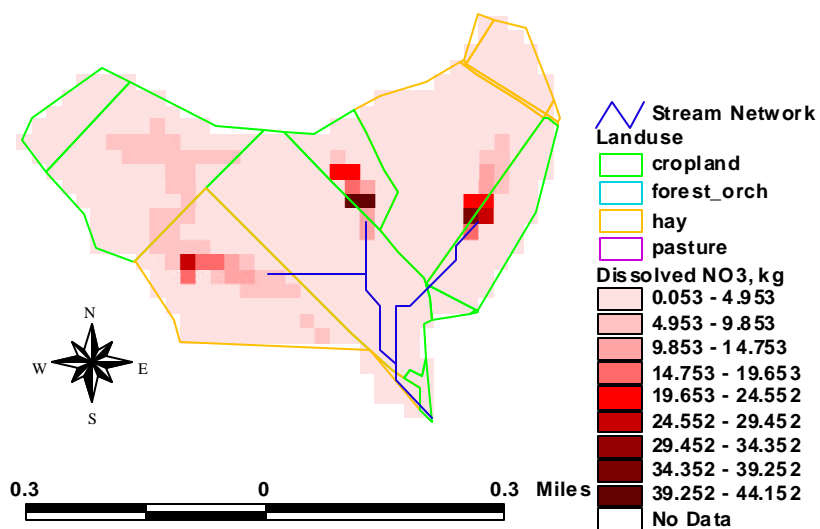 Stream Network
Landuse
cropland
forest_orch
hay
pasture
Dissolved NO3, kg
0.053 - 4.953
4.953 - 9.853
9.853 - 14.753
14.753 - 19.653
19.653 - 24.552
24.552 - 29.452
29.452 - 34.352
34.352 - 39.252
39.252 - 44.152
No Data
N
W E
S
0.3 0 0.3 Miles